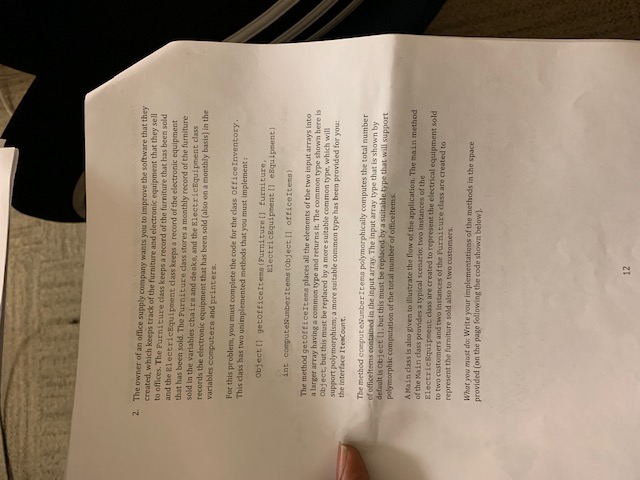 2. The owner of an office supply company wants you to improve the software that they
created, which keeps track of the furniture and electronic equipment that they sell
to offices. The Furniture class keeps a record of the furniture that has been sold
and the ElectricEquipment class keeps a record of the electronic equipment
that has been sold. The Furniture class stores a monthly record of the furniture
sold in the variables chairs and desks, and the ElectricEquipment class
records the electronic equipment that has been sold (also on a monthly basis) in the
variables computers and printers.
For this problem, you must complete the code for the class OfficeInventory.
This class has two unimplemented methods that you must implement:
Object[] getOfficeItems(Furniture[] furniture,
ElectricEquipment[] eEquipment)
int computeNumberItems(Object[] officeItems)
The method getOfficeItems places all the elements of the two input arrays into
a larger array having a common type and returns it. The common type shown here is
Object, but this must be replaced by a more suitable common type, which will
support polymorphism; a more suitable common type has been provided for you:
the interface ItemCount.
The method computeNumberItems polymorphically computes the total number
of officeItems contained in the input array. The input array type that is shown by
default is Object[], but this must be replaced by a suitable type that will support
polymorphic computation of the total number of officeItems.
A Main class is also given to illustrate the flow of the application. The main method
of the Main class provides a typical scenario: two instances of the
ElectricEquipment class are created to represent the electrical equipment sold
to two customers and two instances of the Furniture class are created to
represent the furniture sold also to two customers.
What you must do: Write your implementations of the methods in the space
provided (on the page following the code shown below).
12